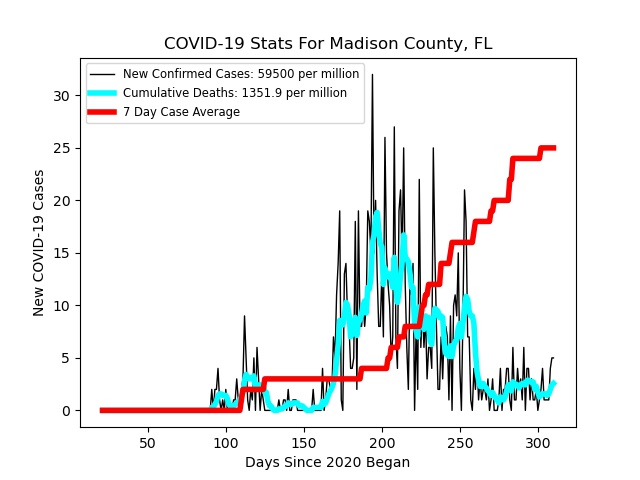 COVID-19 Stats For Madison County, FL
New Confirmed Cases: 59500 per million
Cumulative Deaths: 1351.9 per million
7 Day Case Average
New COVID-19 Cases
30
25
20
15
10
5
0
50 100 150 200 250 300
Days Since 2020 Began